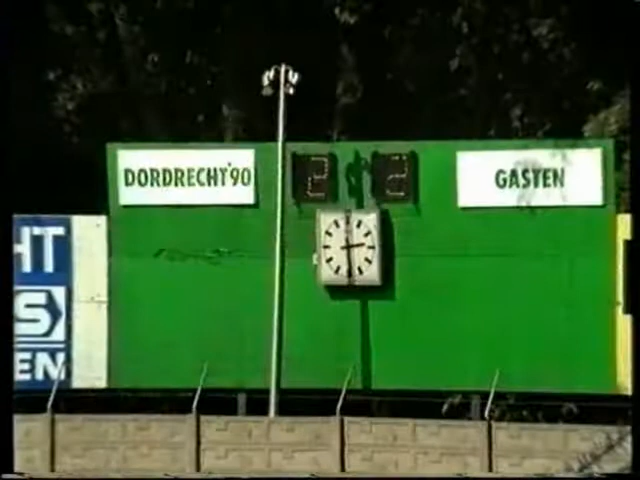 DORDRECHT'90
2 2
GASTEN
HT
S
EN